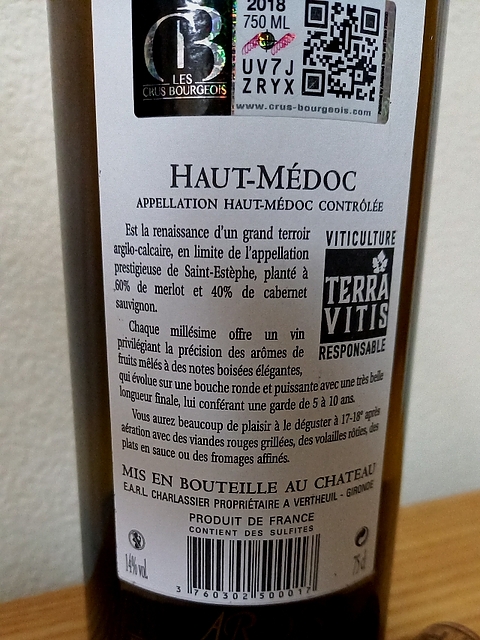 CB
LES
CRUS BOURGEOIS
2018
750 ML
UV7J
ZRYX
www.crus-bourgeois.com
HAUT-MÉDOC
APPELLATION HAUT-MÉDOC CONTRÔLÉE
Est la renaissance d'un grand terroir
argilo-calcaire, en limite de l'appellation
prestigieuse de Saint-Estèphe, planté à
60% de merlot et 40% de cabernet
sauvignon.
Chaque millésime offre un vin
privilégiant la précision des arômes de
fruits mêlés à des notes boisées élégantes,
qui évolue sur une bouche ronde et puissante avec une très belle
longueur finale, lui conférant une garde de 5 à 10 ans.
Vous aurez beaucoup de plaisir à le déguster à 17-18° après
aération avec des viandes rouges grillées, des volailles rôties, des
plats en sauce ou des fromages affinés.
VITICULTURE
TERRA
VITIS
RESPONSABLE
MIS EN BOUTEILLE AU CHATEAU
E.A.R.L. CHARLASSIER PROPRIÉTAIRE A VERTHEUIL - GIRONDE
PRODUIT DE FRANCE
CONTIENT DES SULFITES
14% vol.
75 cl
3 760302 500017